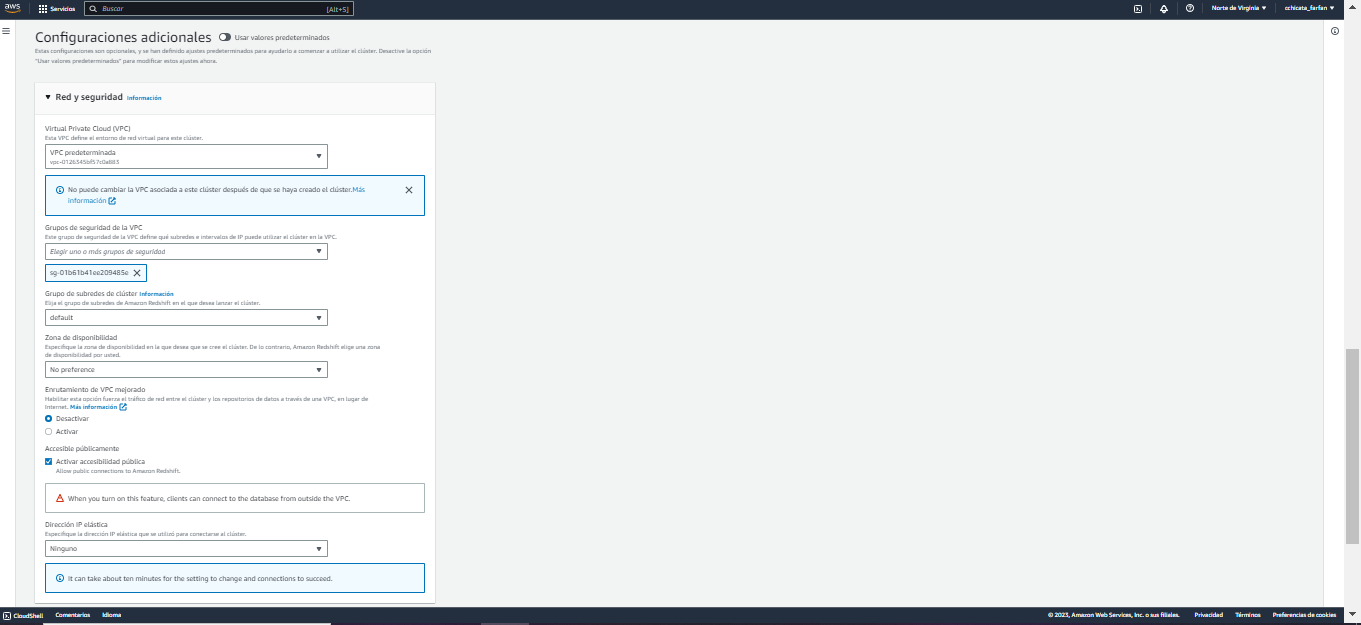 aws
Servicios
Buscar
[Alt+S]
Norte de Virginia
cchicata_farfan
Configuraciones adicionales
Usar valores predeterminados
Estas configuraciones son opcionales, y se han definido ajustes predeterminados para ayudarlo a comenzar a utilizar el clúster. Desactive la opción
"Usar valores predeterminados" para modificar estos ajustes ahora.
Red y seguridad Información
Virtual Private Cloud (VPC)
Esta VPC define el entorno de red virtual para este clúster.
VPC predeterminada
No puede cambiar la VPC asociada a este clúster después de que se haya creado el clúster.Más
información
Grupos de seguridad de la VPC
Este grupo de seguridad de la VPC define qué subredes e intervalos de IP puede utilizar el clúster en la VPC.
Elegir uno o más grupos de seguridad
sg-01b61b41ee209485e
Grupo de subredes de clúster Información
Elija el grupo de subredes de Amazon Redshift en el que desea lanzar el clúster.
default
Zona de disponibilidad
Especifique la zona de disponibilidad en la que desea que se cree el clúster. De lo contrario, Amazon Redshift elige una zona
de disponibilidad por usted.
No preference
Enrutamiento de VPC mejorado
Habilitar esta opción fuerza el tráfico de red entre el clúster y los repositorios de datos a través de una VPC, en lugar de
Internet. Más información
Desactivar
Activar
Accesible públicamente
Activar accesibilidad pública
Allow public connections to Amazon Redshift.
When you turn on this feature, clients can connect to the database from outside the VPC.
Dirección IP elástica
Especifique la dirección IP elástica que se utilizó para conectarse al clúster.
Ninguno
It can take about ten minutes for the setting to change and connections to succeed.
CloudShell
Comentarios
Idioma
© 2023, Amazon Web Services, Inc. o sus filiales.
Privacidad
Términos
Preferencias de cookies